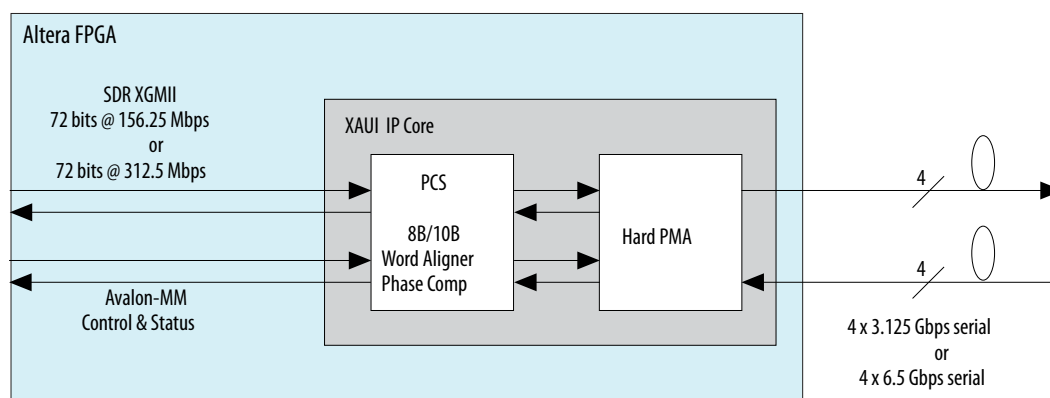 Altera FPGA
SDR XGMII
72 bits @ 156.25 Mbps
or
72 bits @ 312.5 Mbps
XAUI IP Core
PCS
8B/10B
Word Aligner
Phase Comp
Hard PMA
Avalon-MM
Control & Status
4
4
4 x 3.125 Gbps serial
or
4 x 6.5 Gbps serial